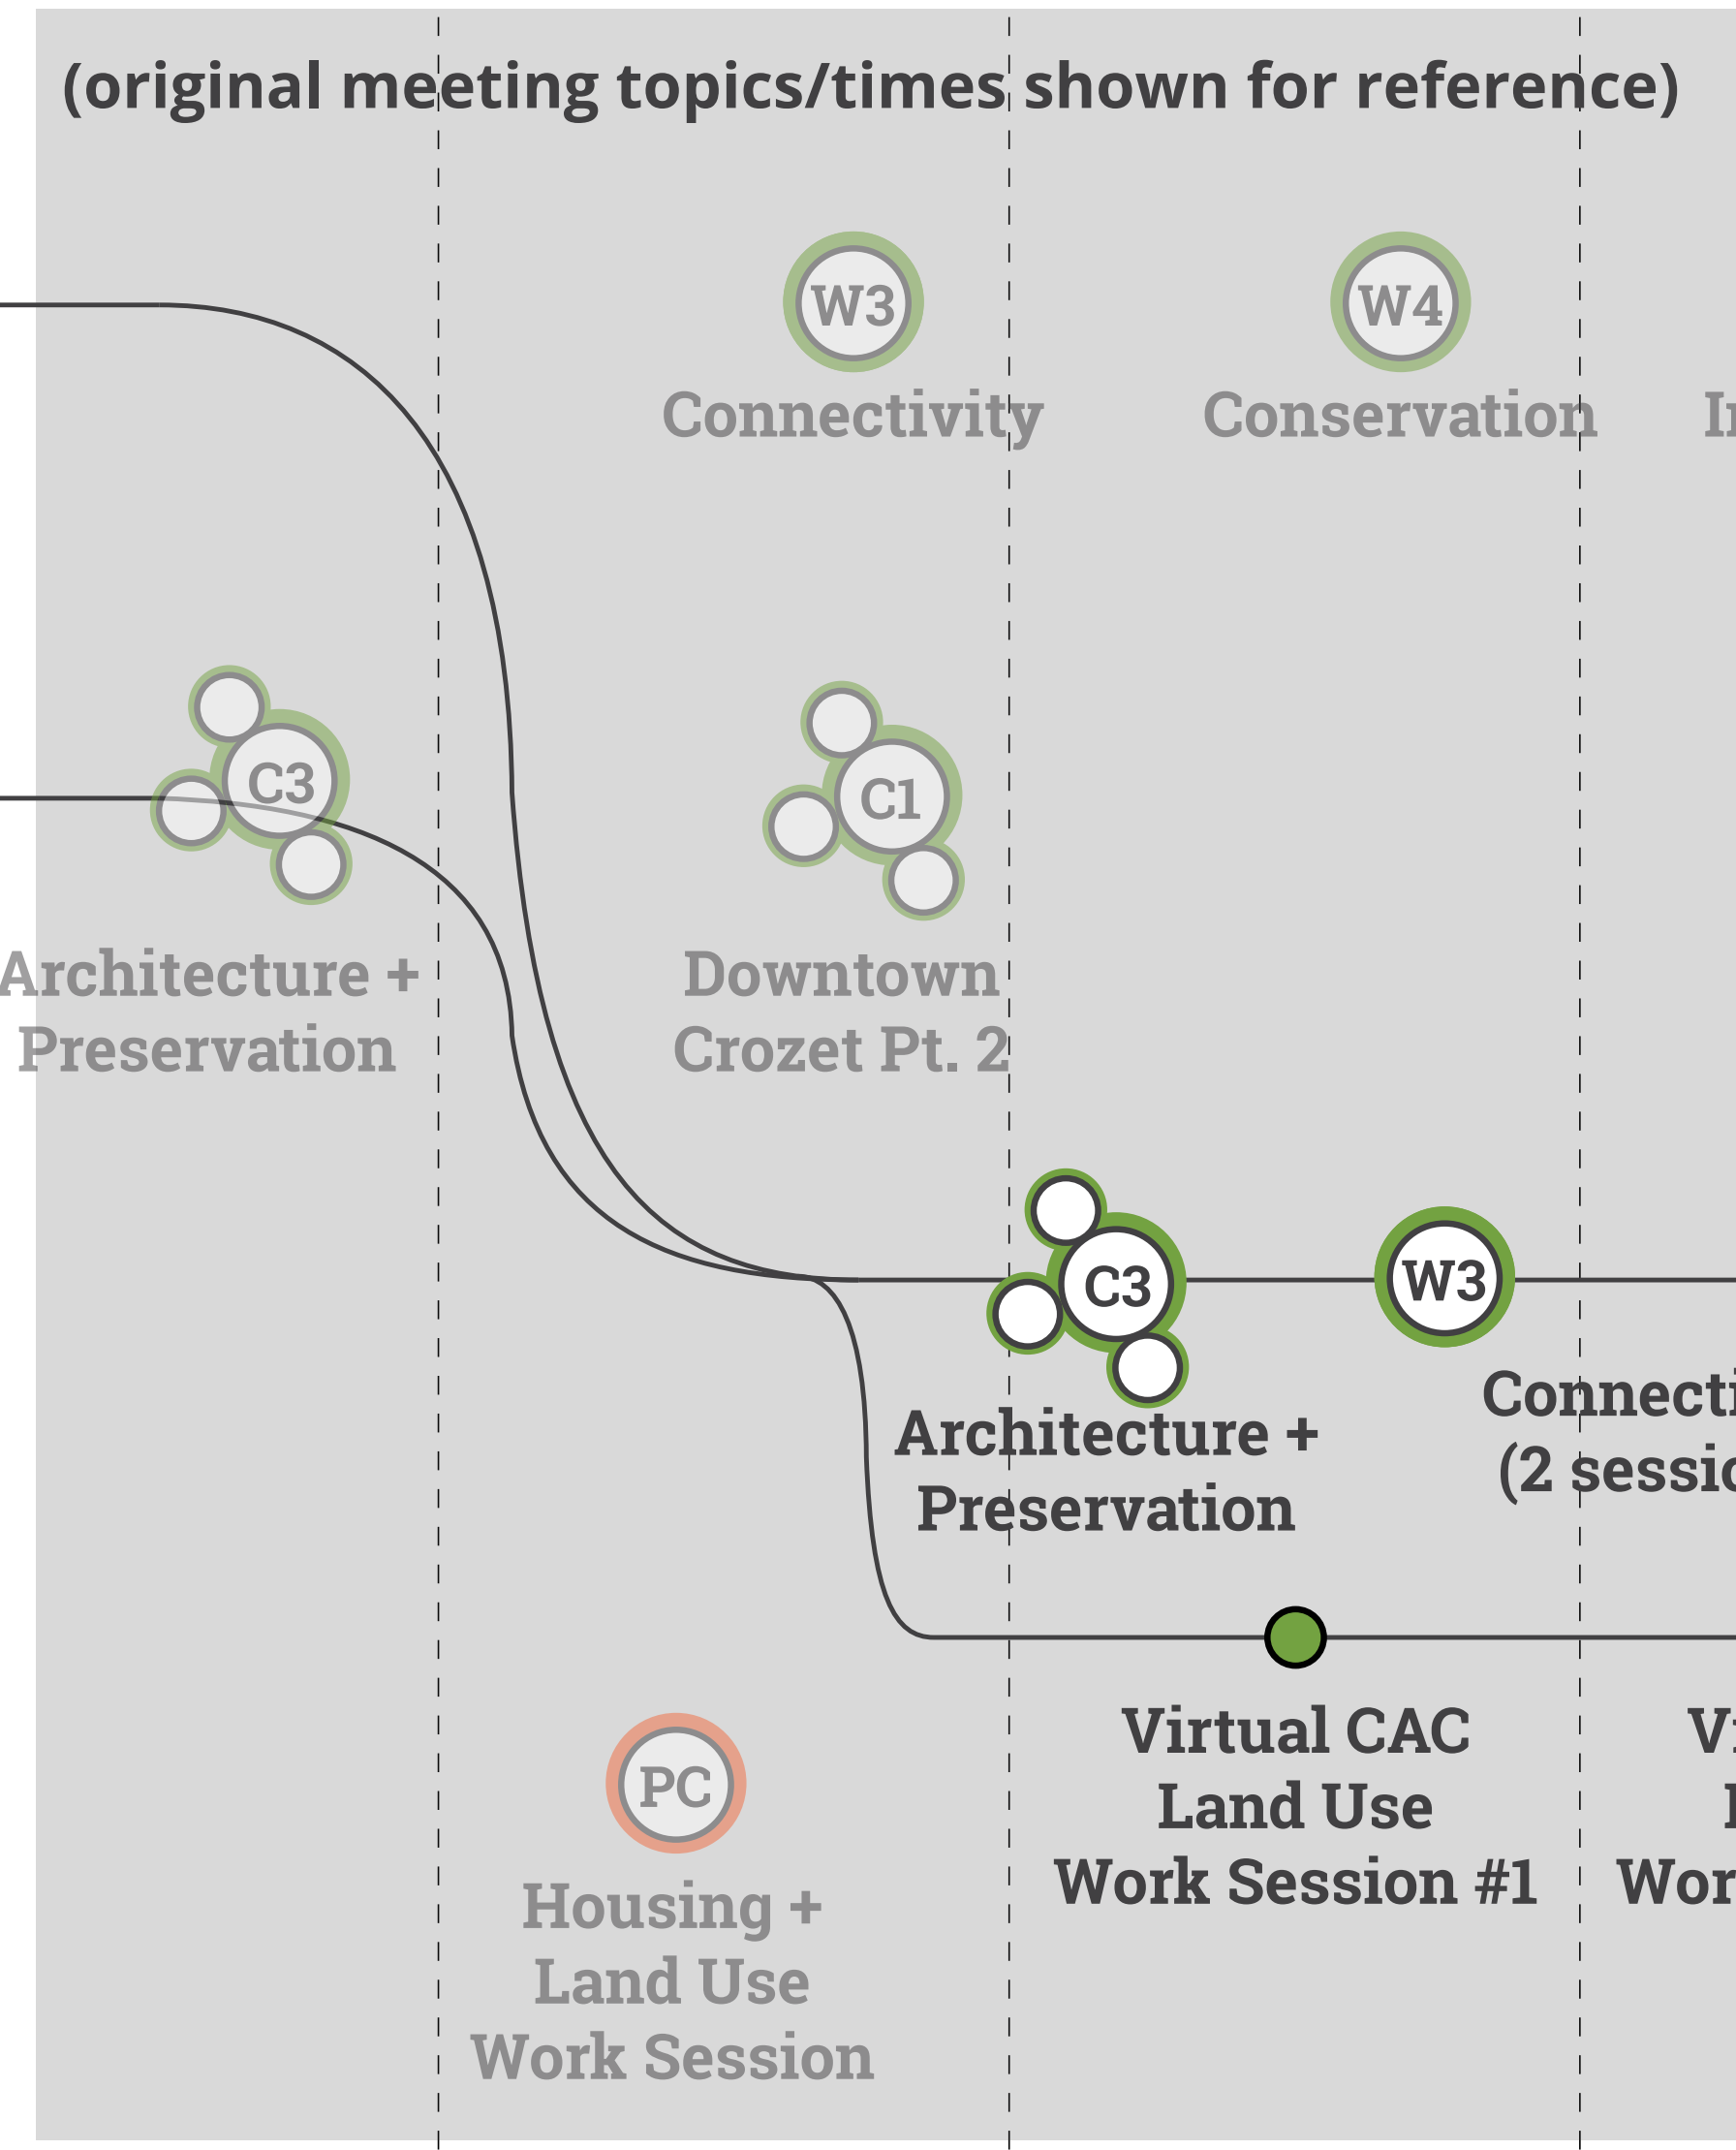 (original meeting topics/times shown for reference)
W3
Connectivity
W4
Conservation
C3
Architecture +
Preservation
C1
Downtown
Crozet Pt. 2
C3
Architecture +
Preservation
W3
(2
Virtual CAC
Land Use
Work Session #1
PC
Housing +
Land Use
Work Session